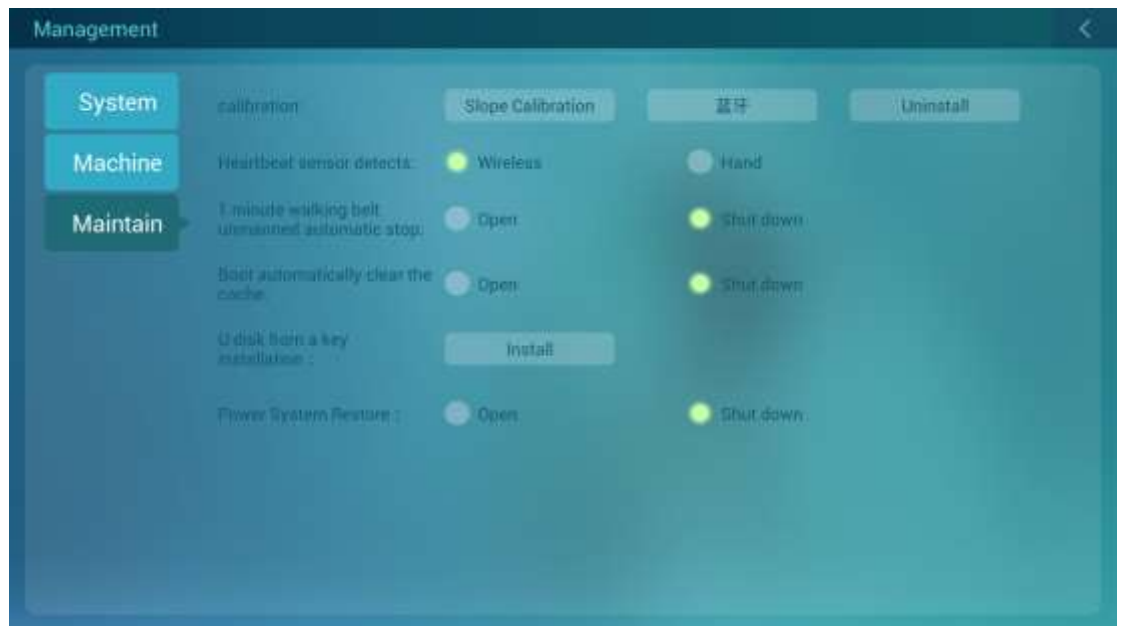 Management
System
calibration
Slope Calibration
蓝牙
Uninstall
Machine
Heartbeat sensor detects:
Wireless
Hand
Maintain
1 minute walking belt
unmanned automatic stop:
Open
Shut down
Boot automatically clear the
cache:
Open
Shut down
U disk from a key
installation :
Install
Power System Restore :
Open
Shut down